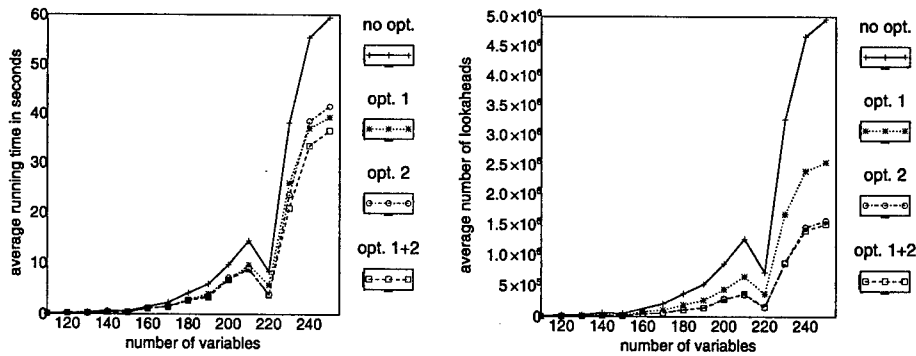 average running time in seconds
60
50
40
30
20
10
0
120 140 160 180 200 220 240
number of variables
no opt.
opt. 1
opt. 2
opt. 1+2
average number of lookaheads
5.0×10⁶
4.5×10⁶
4.0×10⁶
3.5×10⁶
3.0×10⁶
2.5×10⁶
2.0×10⁶
1.5×10⁶
1.0×10⁶
5×10⁵
0
120 140 160 180 200 220 240
number of variables
no opt.
opt. 1
opt. 2
opt. 1+2